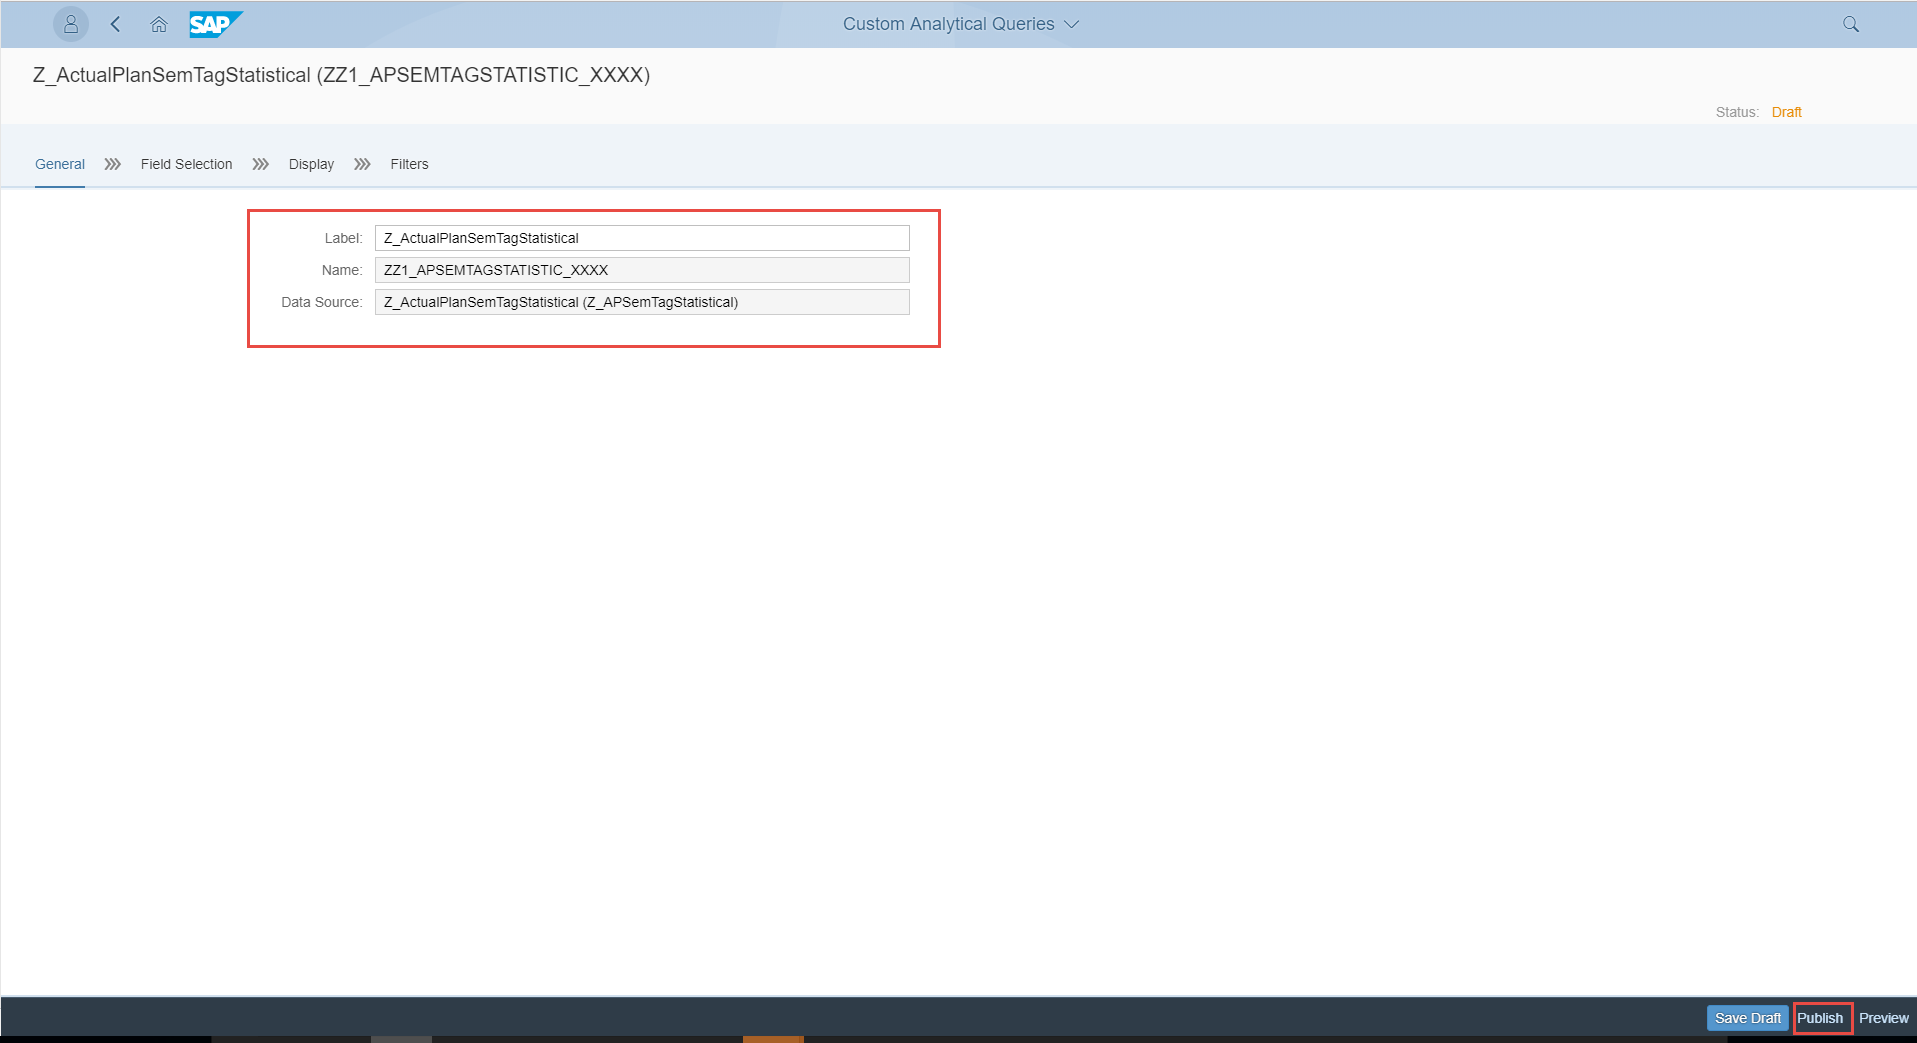 SAP
Custom Analytical Queries
Z_ActualPlanSemTagStatistical (ZZ1_APSEMTAGSTATISTIC_XXXX)
Status: Draft
General Field Selection Display Filters
Label: Z_ActualPlanSemTagStatistical
Name: ZZ1_APSEMTAGSTATISTIC_XXXX
Data Source: Z_ActualPlanSemTagStatistical (Z_APSemTagStatistical)
Save Draft Publish Preview